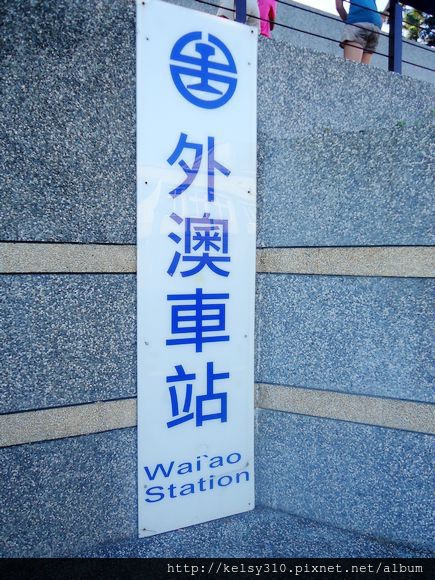 外澳車站
Wai`ao
Station
http://kelsy310.pixnet.net/album